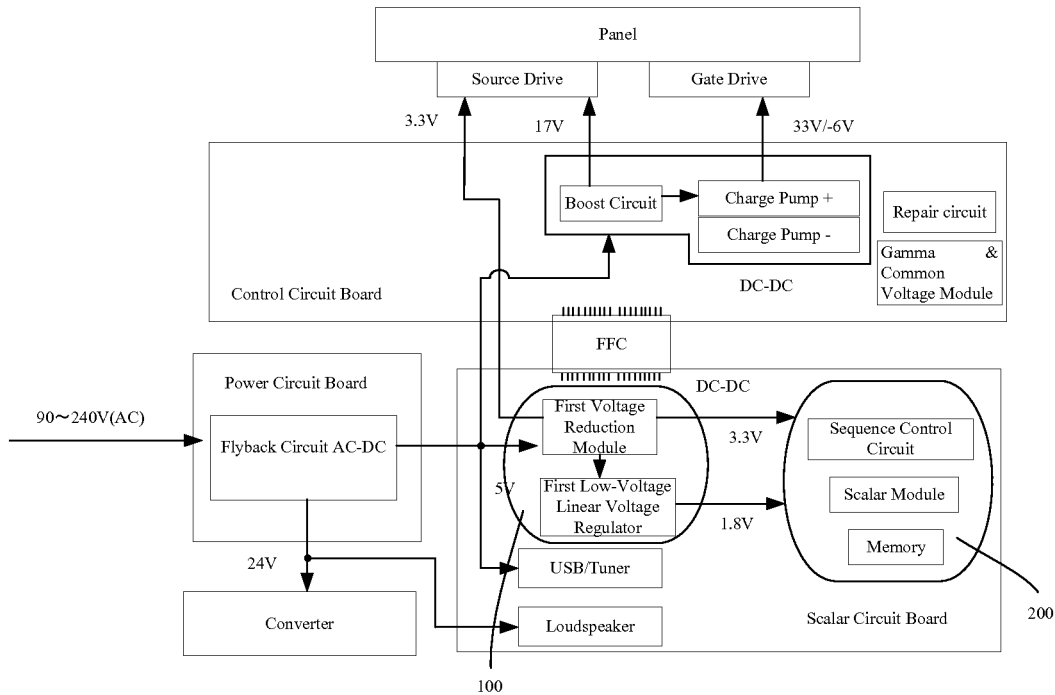 Panel
Source Drive
Gate Drive
3.3V
17V
33V/-6V
Boost Circuit
Charge Pump +
Charge Pump -
Repair circuit
Gamma &
Common
Voltage Module
DC-DC
Control Circuit Board
FFC
Power Circuit Board
DC-DC
90～240V(AC)
Flyback Circuit AC-DC
First Voltage
Reduction
Module
3.3V
Sequence Control
Circuit
5V
First Low-Voltage
Linear Voltage
Regulator
1.8V
Scalar Module
Memory
24V
USB/Tuner
Converter
Loudspeaker
Scalar Circuit Board
200
100